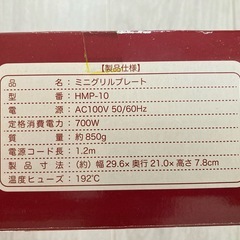 【製品仕様】
品名：ミニグリルプレート
型番：HMP-10
電源：AC100V 50/60Hz
定格消費電力：700W
質量：約850g
電源コード長：1.2m
製品寸法：(約)幅29.6×奥行21.0×高さ7.8cm
温度ヒューズ：192℃